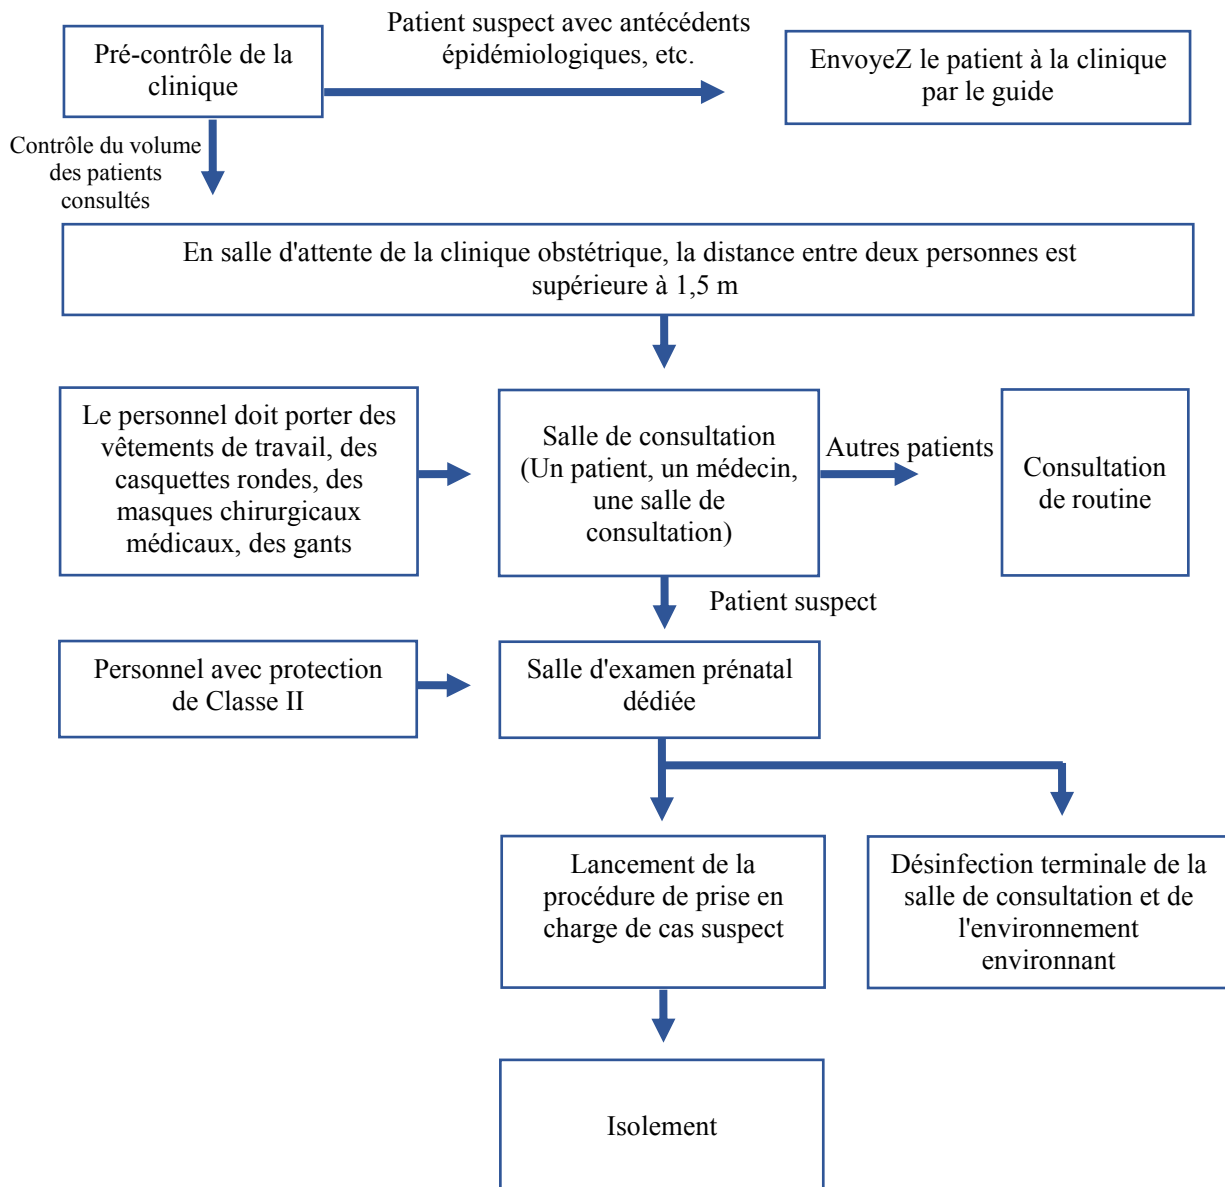 Pré-contrôle de la
clinique
Patient suspect avec antécédents
épidémiologiques, etc.
EnvoyeZ le patient à la clinique
par le guide
Contrôle du volume
des patients
consultés
En salle d'attente de la clinique obstétrique, la distance entre deux personnes est
supérieure à 1,5 m
Le personnel doit porter des
vêtements de travail, des
casquettes rondes, des
masques chirurgicaux
médicaux, des gants
Salle de consultation
(Un patient, un médecin,
une salle de
consultation)
Autres patients
Consultation
de routine
Patient suspect
Personnel avec protection
de Classe II
Salle d'examen prénatal
dédiée
Lancement de la
procédure de prise en
charge de cas suspect
Désinfection terminale de la
salle de consultation et de
l'environnement
environnant
Isolement